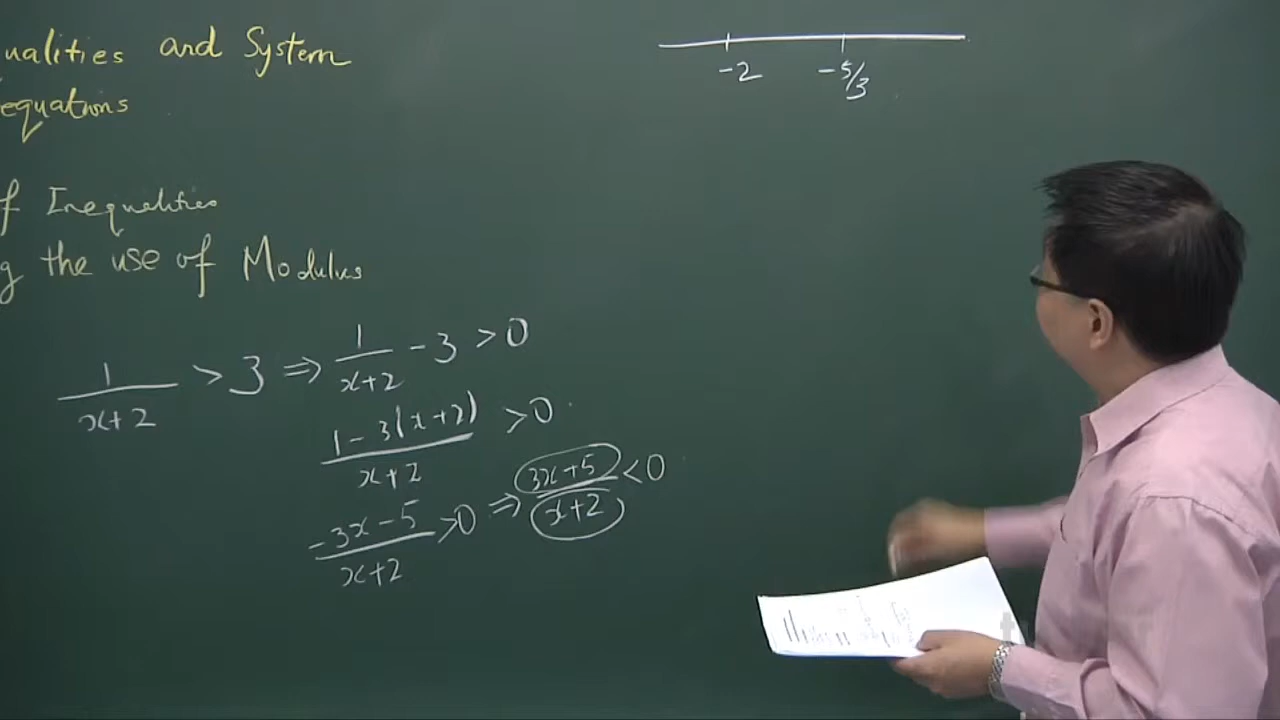 ualities and System
equations
f Inequalities
g the use of Modulus
1/(x+2) > 3 ⇒ 1/(x+2) - 3 > 0
(1 - 3(x+2))/(x+2) > 0
(-3x - 5)/(x+2) > 0 ⇒ (3x+5)/(x+2) < 0
-2 -5/3